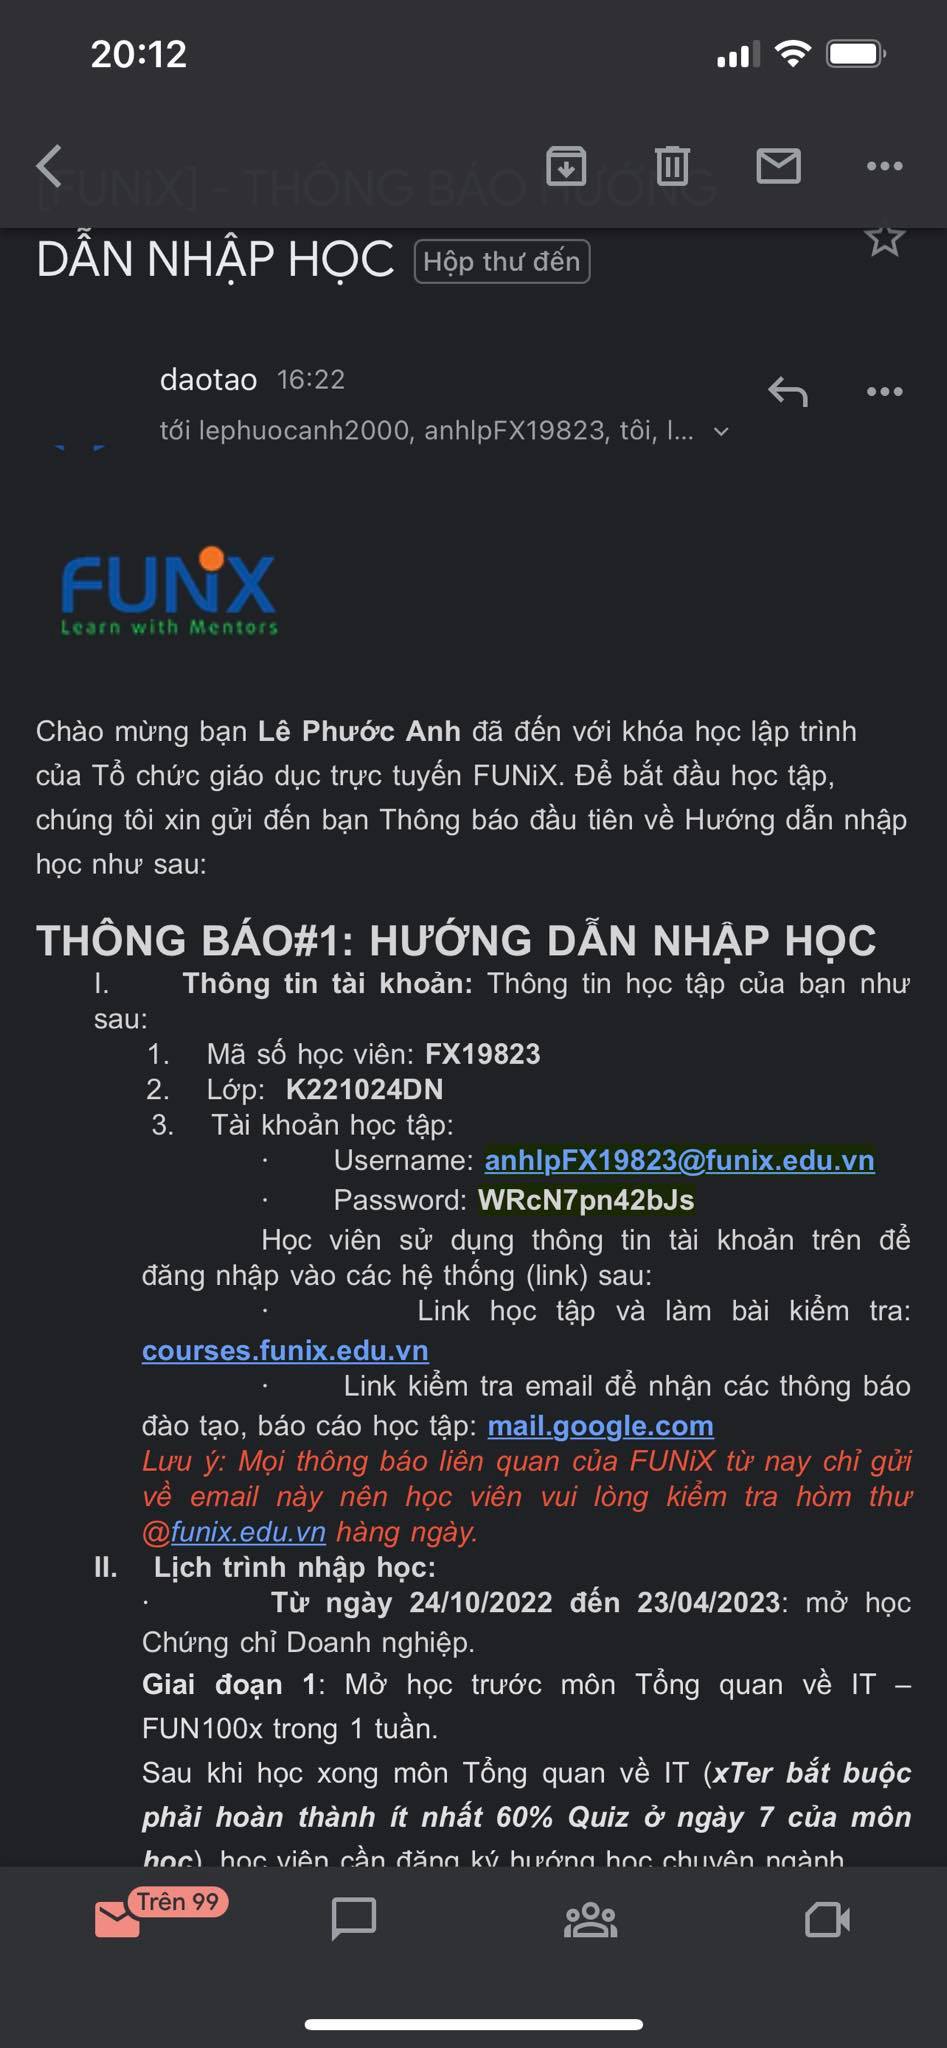 20:12
[FUNiX] - THÔNG BÁO HƯỚNG
DẪN NHẬP HỌC Hộp thư đến
daotao 16:22
tới lephuocanh2000, anhlpFX19823, tôi, l...
FUNiX
Learn with Mentors
Chào mừng bạn Lê Phước Anh đã đến với khóa học lập trình
của Tổ chức giáo dục trực tuyến FUNiX. Để bắt đầu học tập,
chúng tôi xin gửi đến bạn Thông báo đầu tiên về Hướng dẫn nhập
học như sau:
THÔNG BÁO#1: HƯỚNG DẪN NHẬP HỌC
I. Thông tin tài khoản: Thông tin học tập của bạn như
sau:
1. Mã số học viên: FX19823
2. Lớp: K221024DN
3. Tài khoản học tập:
· Username: anhlpFX19823@funix.edu.vn
· Password: WRcN7pn42bJs
Học viên sử dụng thông tin tài khoản trên để
đăng nhập vào các hệ thống (link) sau:
· Link học tập và làm bài kiểm tra:
courses.funix.edu.vn
· Link kiểm tra email để nhận các thông báo
đào tạo, báo cáo học tập: mail.google.com
Lưu ý: Mọi thông báo liên quan của FUNiX từ nay chỉ gửi
về email này nên học viên vui lòng kiểm tra hòm thư
@funix.edu.vn hàng ngày.
II. Lịch trình nhập học:
· Từ ngày 24/10/2022 đến 23/04/2023: mở học
Chứng chỉ Doanh nghiệp.
Giai đoạn 1: Mở học trước môn Tổng quan về IT –
FUN100x trong 1 tuần.
Sau khi học xong môn Tổng quan về IT (xTer bắt buộc
phải hoàn thành ít nhất 60% Quiz ở ngày 7 của môn
học), học viên cần đăng ký hướng học chuyên ngành
Trên 99